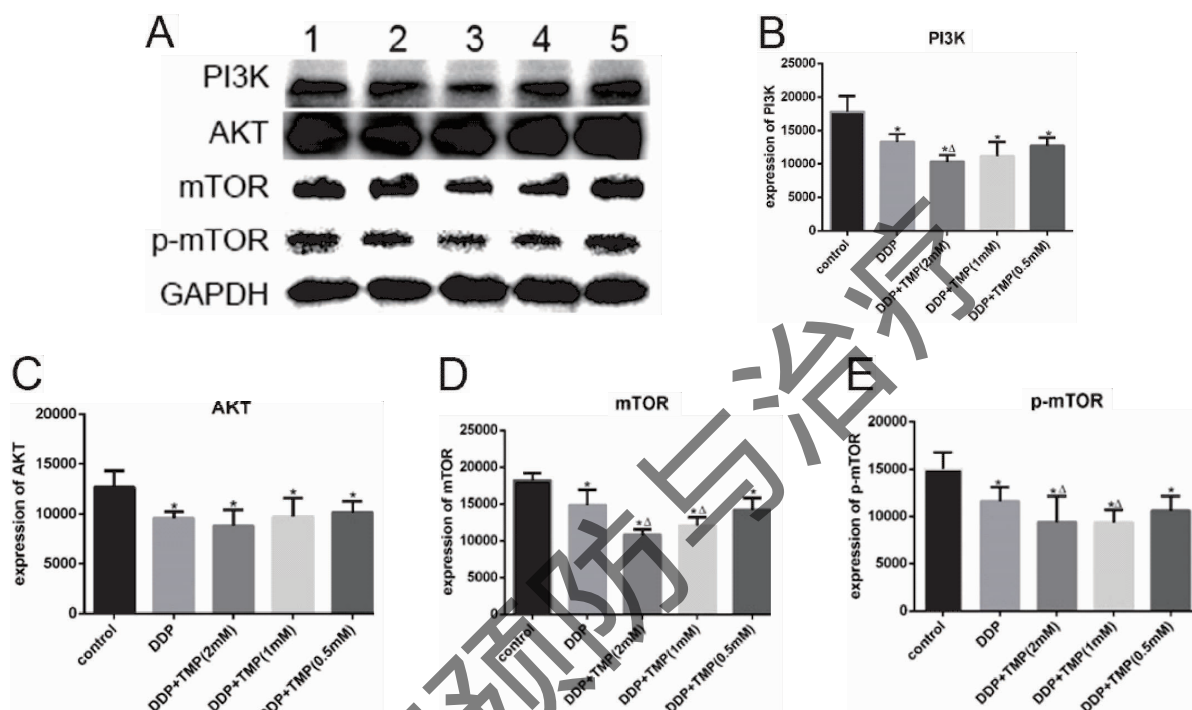 A
1 2 3 4 5
PI3K
AKT
mTOR
p-mTOR
GAPDH
B
PI3K
expression of PI3K
25000
20000
15000
10000
5000
0
*
*Δ
*
*
control
DDP
DDP+TMP(2mM)
DDP+TMP(1mM)
DDP+TMP(0.5mM)
C
AKT
expression of AKT
20000
15000
10000
5000
0
*
*
*
*
control
DDP
DDP+TMP(2mM)
DDP+TMP(1mM)
DDP+TMP(0.5mM)
D
mTOR
expression of mTOR
25000
20000
15000
10000
5000
0
*
*Δ
*Δ
*
control
DDP
DDP+TMP(2mM)
DDP+TMP(1mM)
DDP+TMP(0.5mM)
E
p-mTOR
expression of p-mTOR
20000
15000
10000
5000
0
*
*Δ
*Δ
*
control
DDP
DDP+TMP(2mM)
DDP+TMP(1mM)
DDP+TMP(0.5mM)
预防与治疗